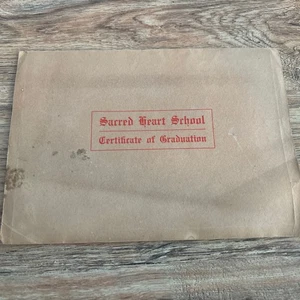 Sacred Heart School
Certificate of Graduation